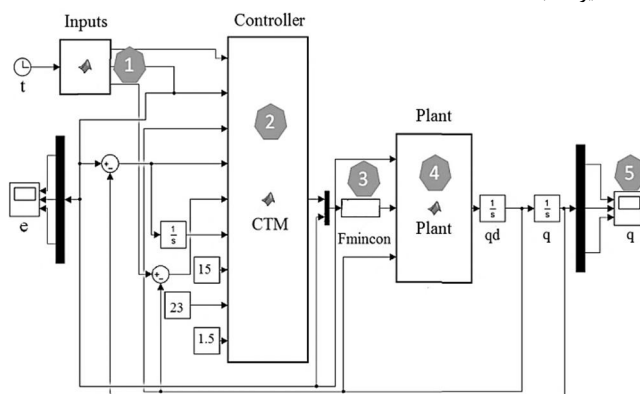 Inputs
Controller
t
1
2
CTM
e
1
s
15
23
1.5
3
Fmincon
Plant
4
Plant
1
s
qd
1
s
q
5
q